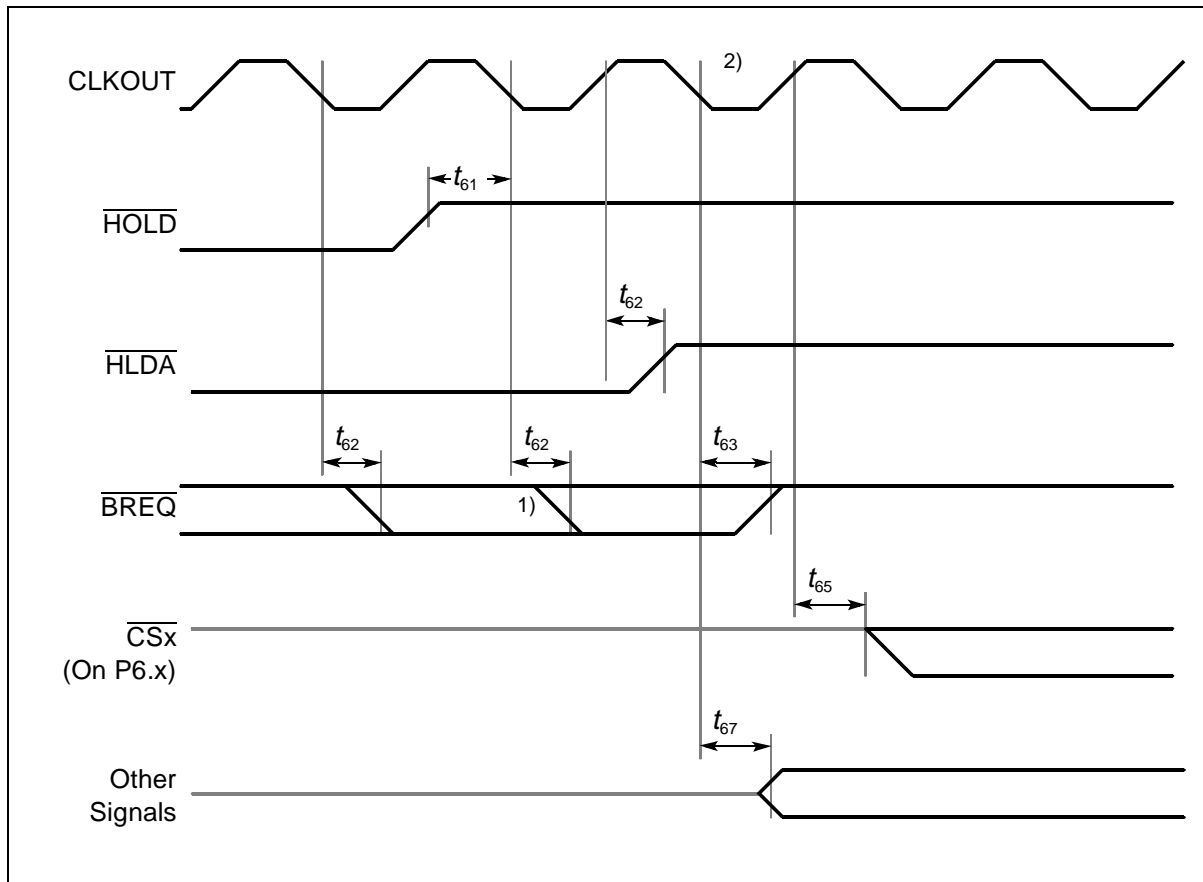 CLKOUT
2)
t61
HOLD
t62
HLDA
t62
t62
t63
BREQ
1)
t65
CSx
(On P6.x)
t67
Other
Signals